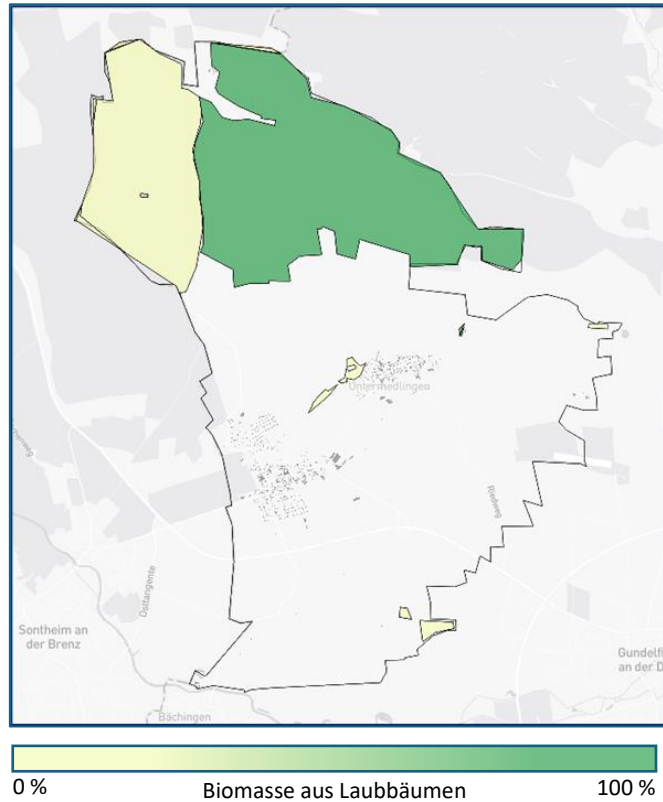 Untermedlingen
Riedweg
Osttangente
Sontheim an
der Brenz
Gundelfi
an der D
Bächingen
0 %
Biomasse aus Laubbäumen
100 %